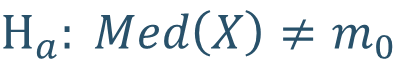 Hₐ: Med(X) ≠ m₀